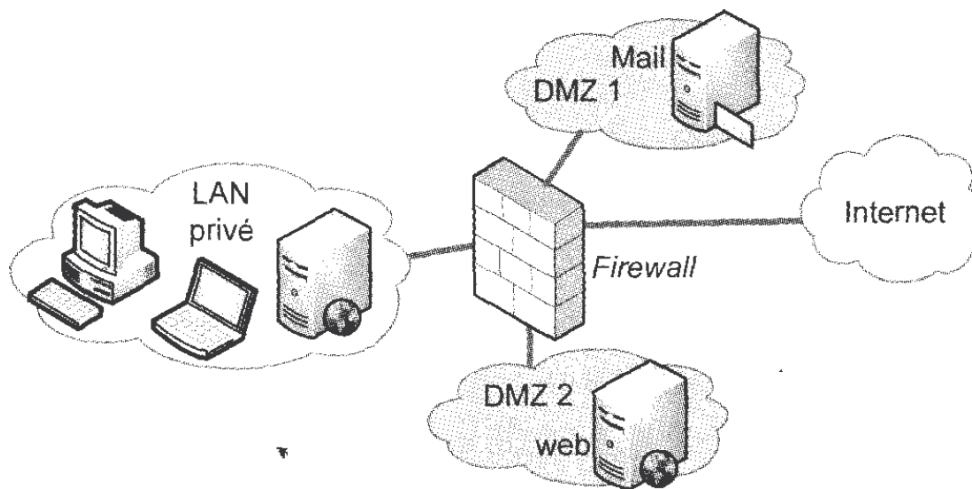 Mail
DMZ 1
LAN
privé
Internet
Firewall
DMZ 2
web